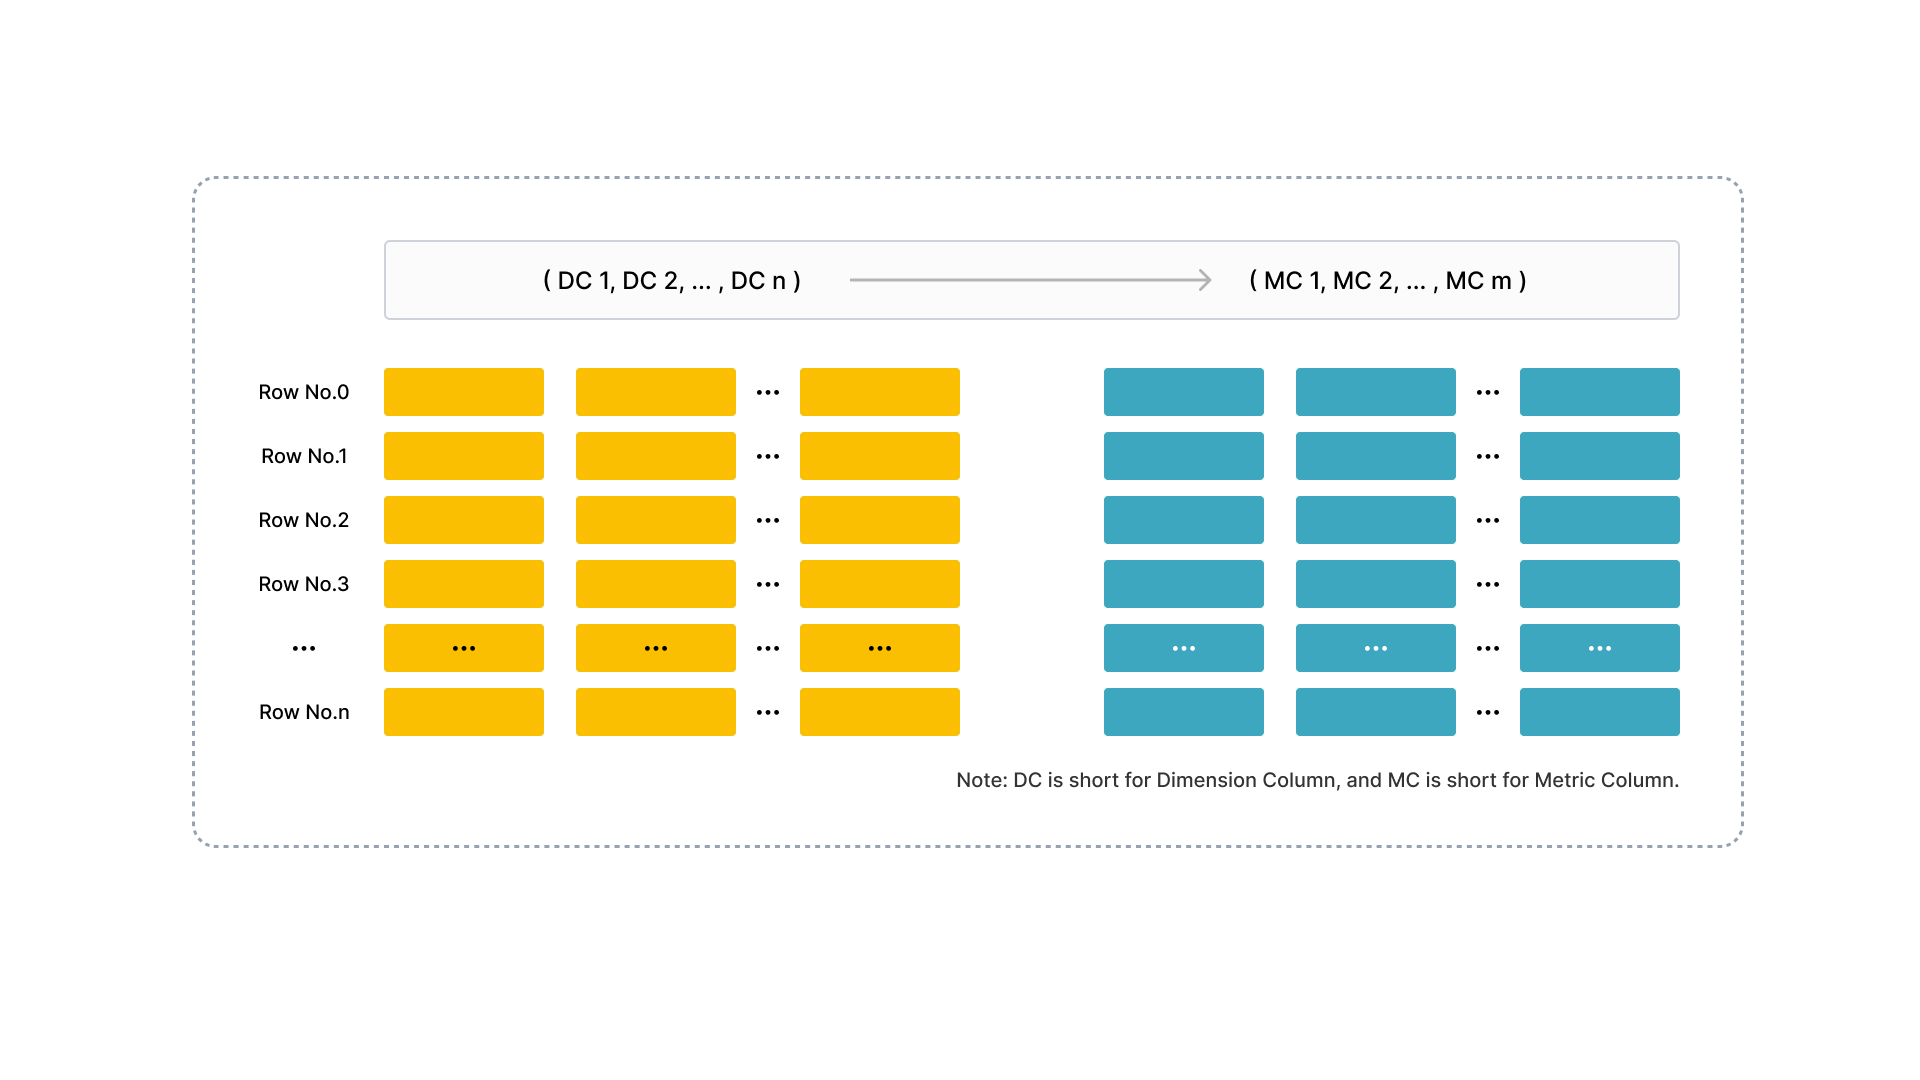 ( DC 1, DC 2, ... , DC n ) ( MC 1, MC 2, ... , MC m )
Row No.0 ... ...
Row No.1 ... ...
Row No.2 ... ...
Row No.3 ... ...
... ... ... ... ... ... ... ... ...
Row No.n ... ...
Note: DC is short for Dimension Column, and MC is short for Metric Column.